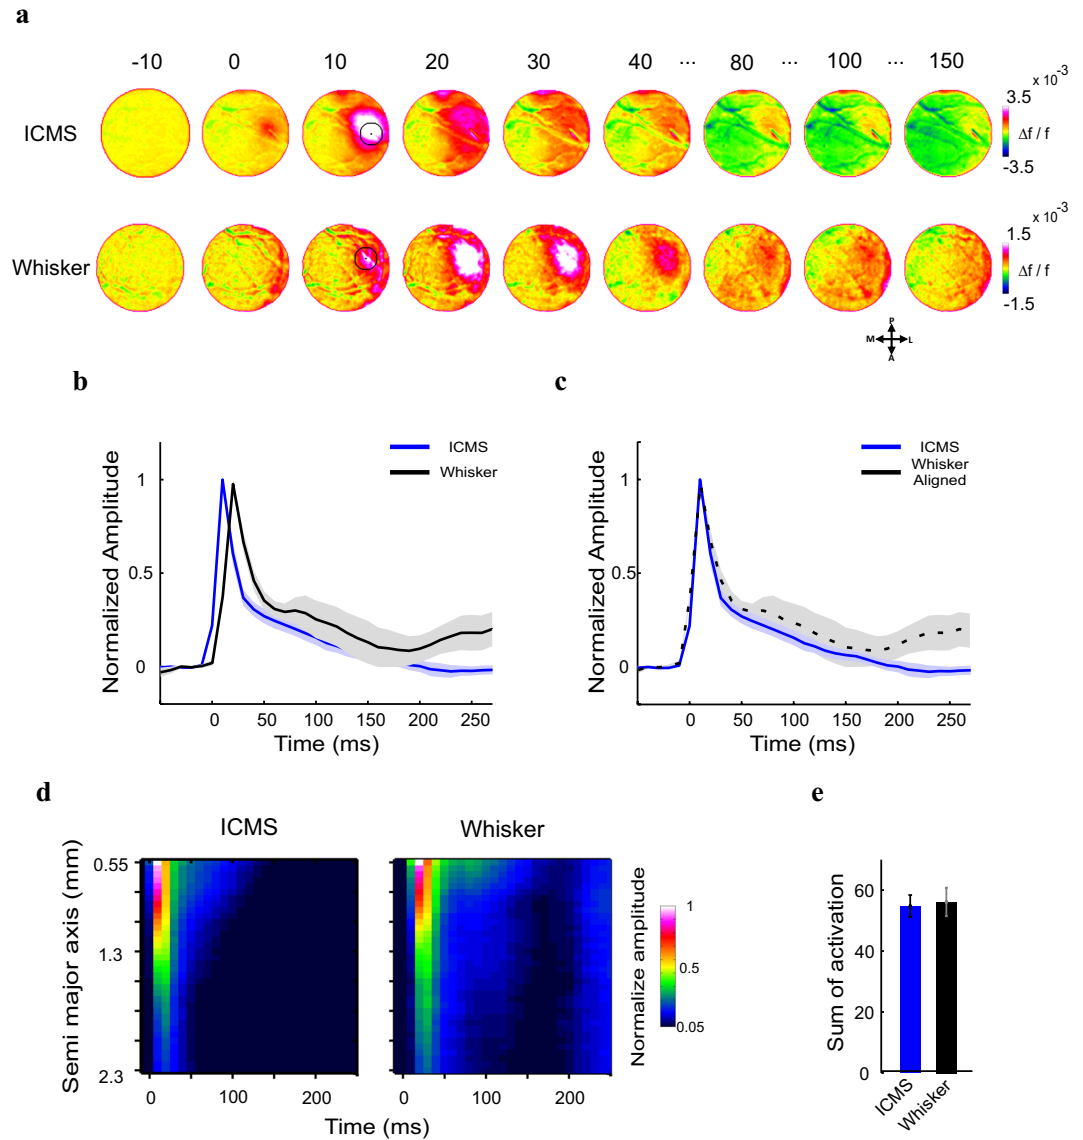 a
-10 0 10 20 30 40 ... 80 ... 100 ... 150
x 10-3
3.5
ICMS
Δf / f
-3.5
x 10-3
1.5
Whisker
Δf / f
-1.5
P
M L
A
b
c
ICMS
Whisker
ICMS
Whisker
Aligned
Normalized Amplitude
1
0.5
0
0 50 100 150 200 250
Time (ms)
Normalized Amplitude
1
0.5
0
0 50 100 150 200 250
Time (ms)
d
e
ICMS
Whisker
Semi major axis (mm)
0.55
1.3
2.3
0 100 200
0 100 200
Time (ms)
Normalize amplitude
1
0.5
0.05
Sum of activation
60
40
20
0
ICMS
Whisker